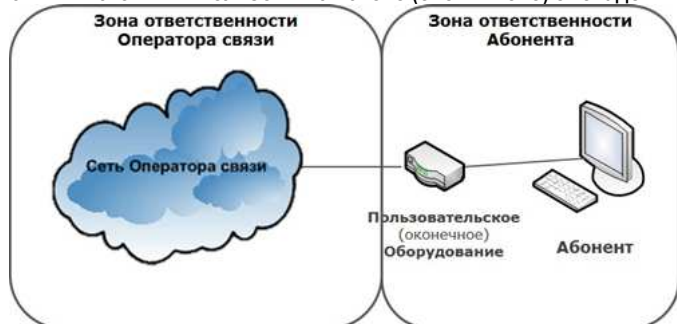 Зона ответственности
Оператора связи
Зона ответственности
Абонента
Сеть Оператора связи
Пользовательское
(оконечное)
Оборудование
Абонент